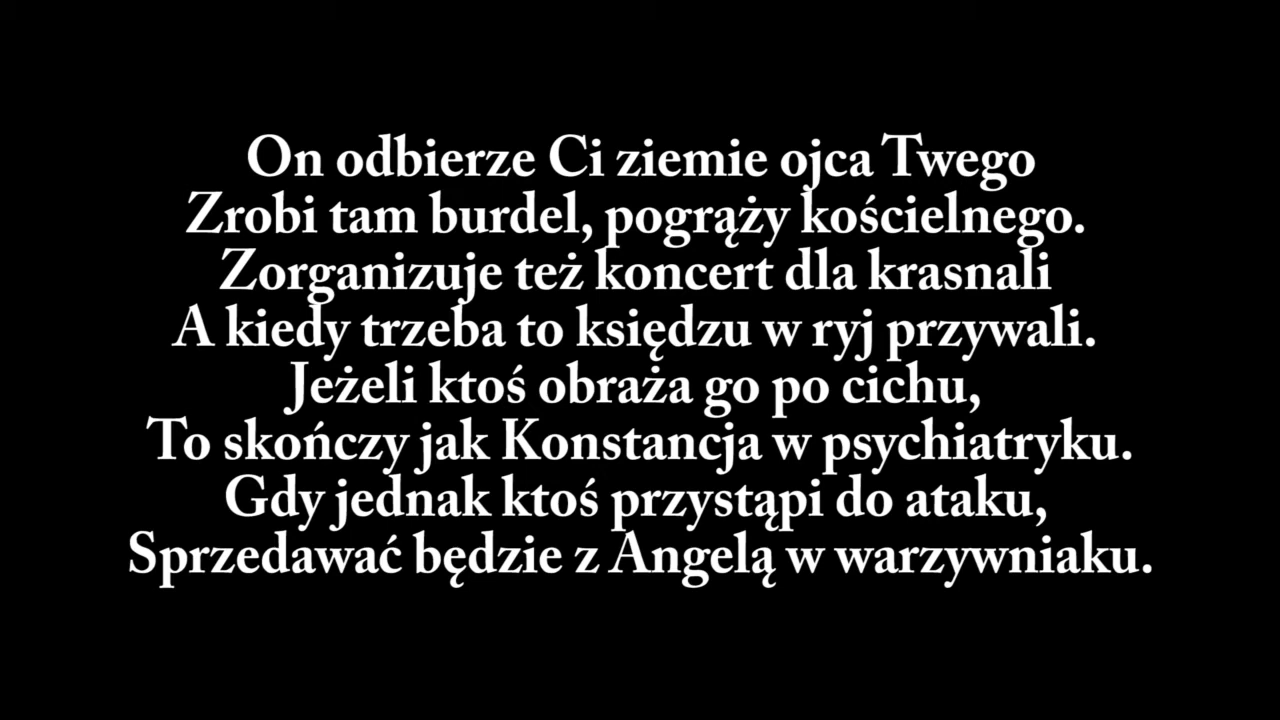 On odbierze Ci ziemie ojca Twego
Zrobi tam burdel, pogrąży kościelnego.
Zorganizuje też koncert dla krasnali
A kiedy trzeba to księdzu w ryj przywali.
Jeżeli ktoś obraża go po cichu,
To skończy jak Konstancja w psychiatryku.
Gdy jednak ktoś przystąpi do ataku,
Sprzedawać będzie z Angelą w warzywniaku.